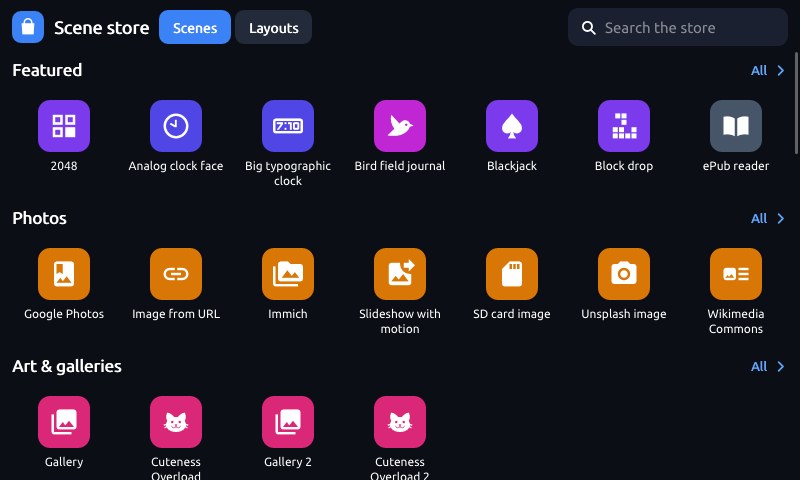 Scene store
Scenes
Layouts
Search the store
Featured
All
7:10
2048
Analog clock face
Big typographic
clock
Bird field journal
Blackjack
Block drop
ePub reader
Photos
All
Google Photos
Image from URL
Immich
Slideshow with
motion
SD card image
Unsplash image
Wikimedia
Commons
Art & galleries
All
Gallery
Cuteness
Overload
Gallery 2
Cuteness
Overload 2